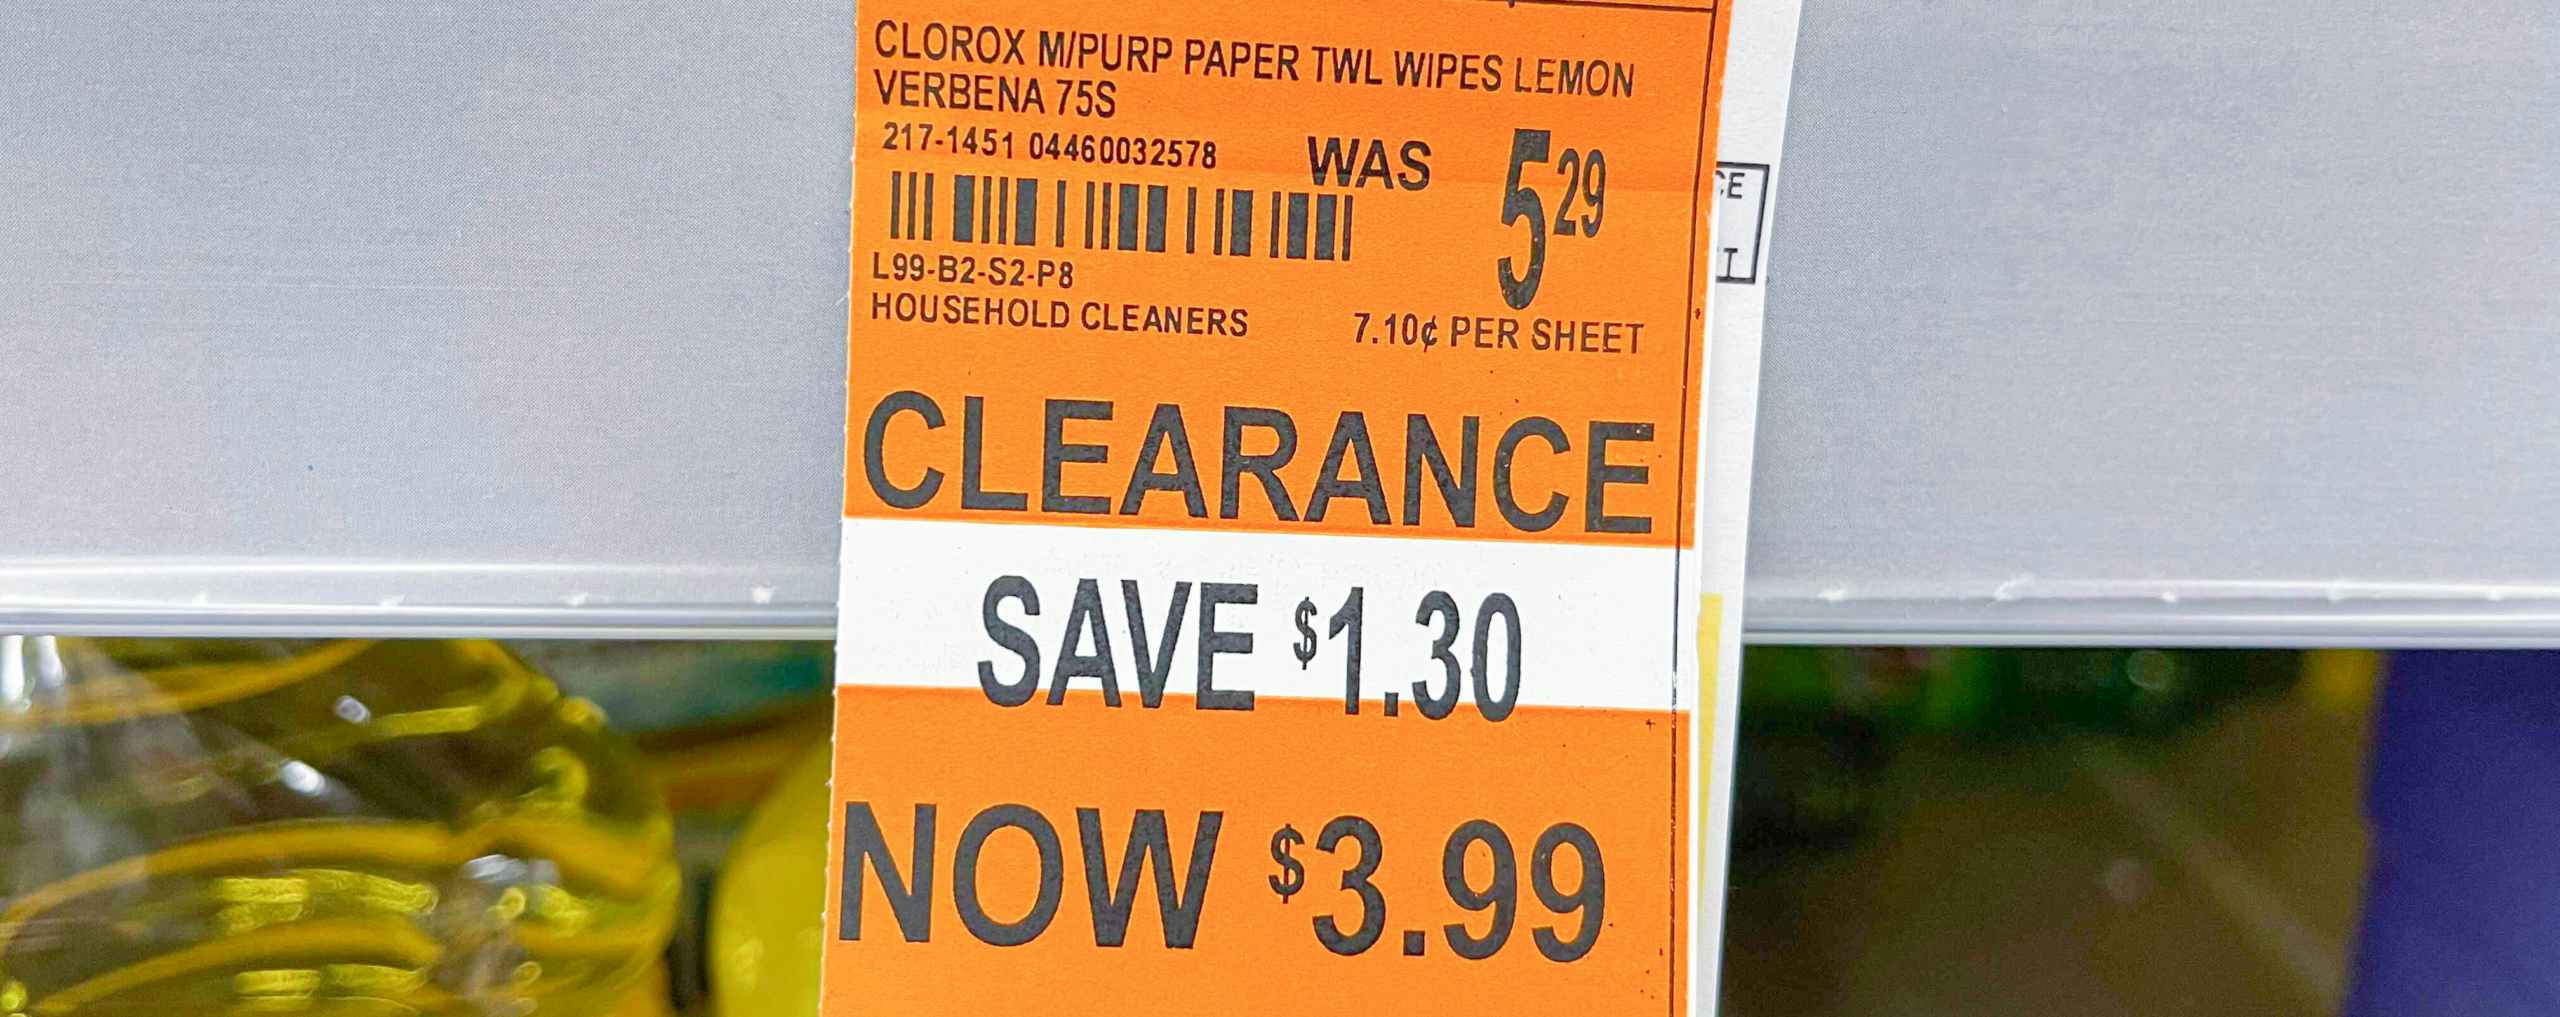 CLOROX M/PURP PAPER TWL WIPES LEMON
VERBENA 75S
217-1451 04460032578
WAS 5 29
L99-B2-S2-P8
HOUSEHOLD CLEANERS
7.10¢ PER SHEET
CLEARANCE
SAVE $1.30
NOW $3.99